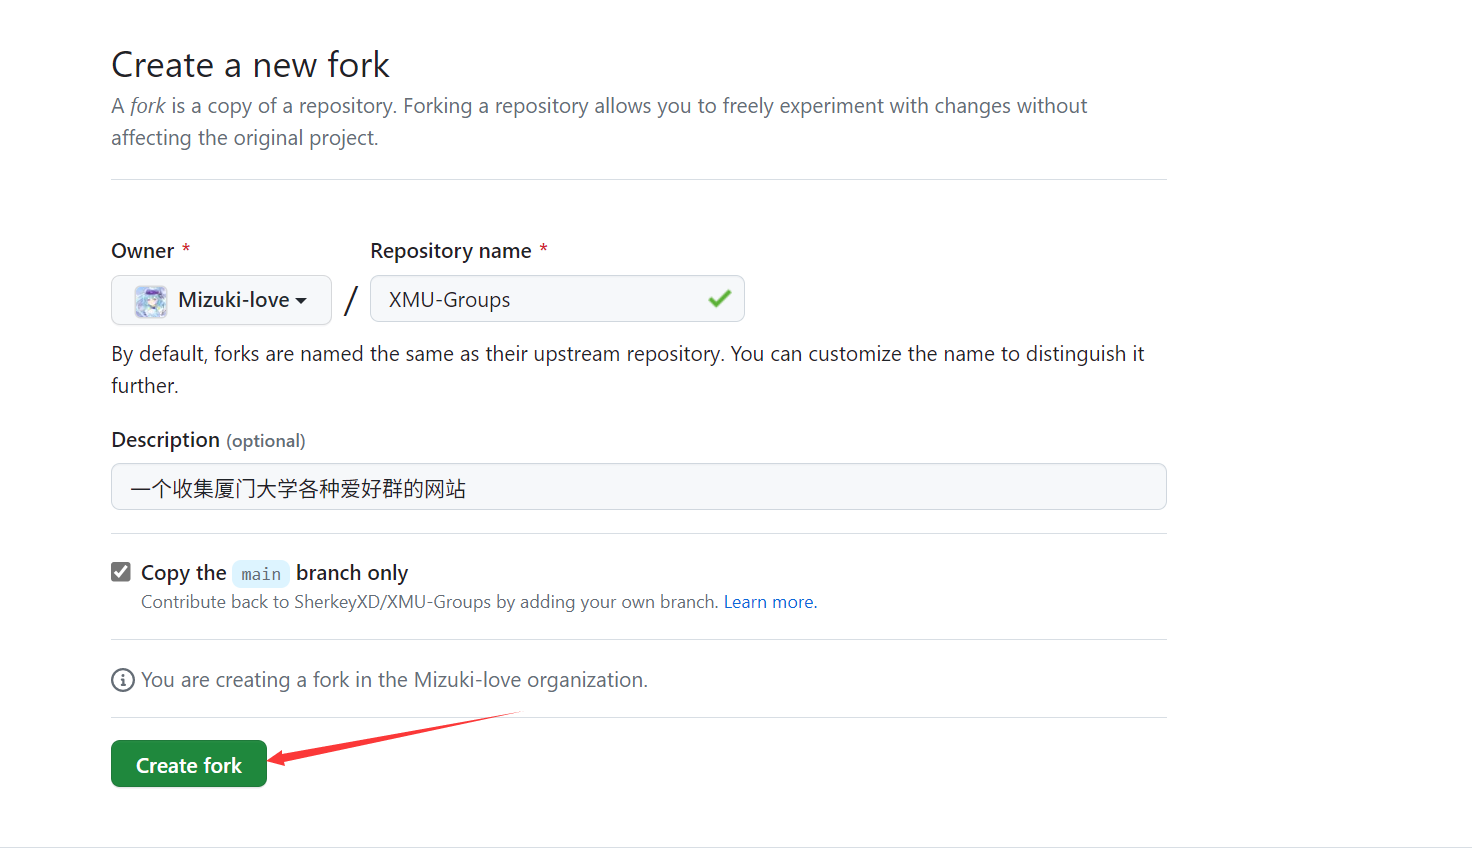 Create a new fork
A fork is a copy of a repository. Forking a repository allows you to freely experiment with changes without
affecting the original project.
Owner * Repository name *
Mizuki-love / XMU-Groups
By default, forks are named the same as their upstream repository. You can customize the name to distinguish it
further.
Description (optional)
一个收集厦门大学各种爱好群的网站
Copy the main branch only
Contribute back to SherkeyXD/XMU-Groups by adding your own branch. Learn more.
You are creating a fork in the Mizuki-love organization.
Create fork